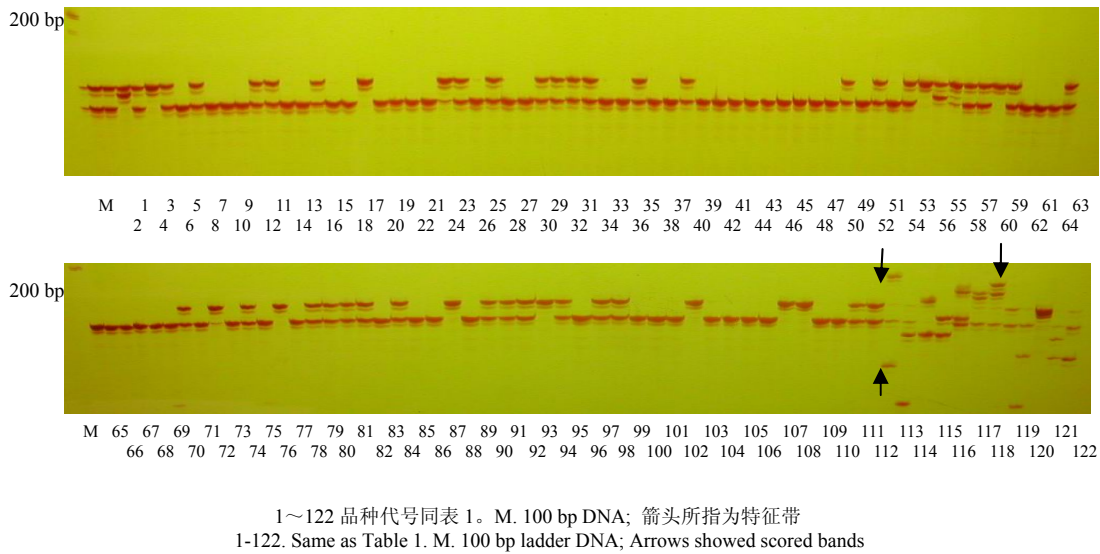 200 bp
M 1 3 5 7 9 11 13 15 17 19 21 23 25 27 29 31 33 35 37 39 41 43 45 47 49 51 53 55 57 59 61 63
2 4 6 8 10 12 14 16 18 20 22 24 26 28 30 32 34 36 38 40 42 44 46 48 50 52 54 56 58 60 62 64
200 bp
M 65 67 69 71 73 75 77 79 81 83 85 87 89 91 93 95 97 99 101 103 105 107 109 111 113 115 117 119 121
66 68 70 72 74 76 78 80 82 84 86 88 90 92 94 96 98 100 102 104 106 108 110 112 114 116 118 120 122
1～122 品种代号同表 1。M. 100 bp DNA; 箭头所指为特征带
1-122. Same as Table 1. M. 100 bp ladder DNA; Arrows showed scored bands